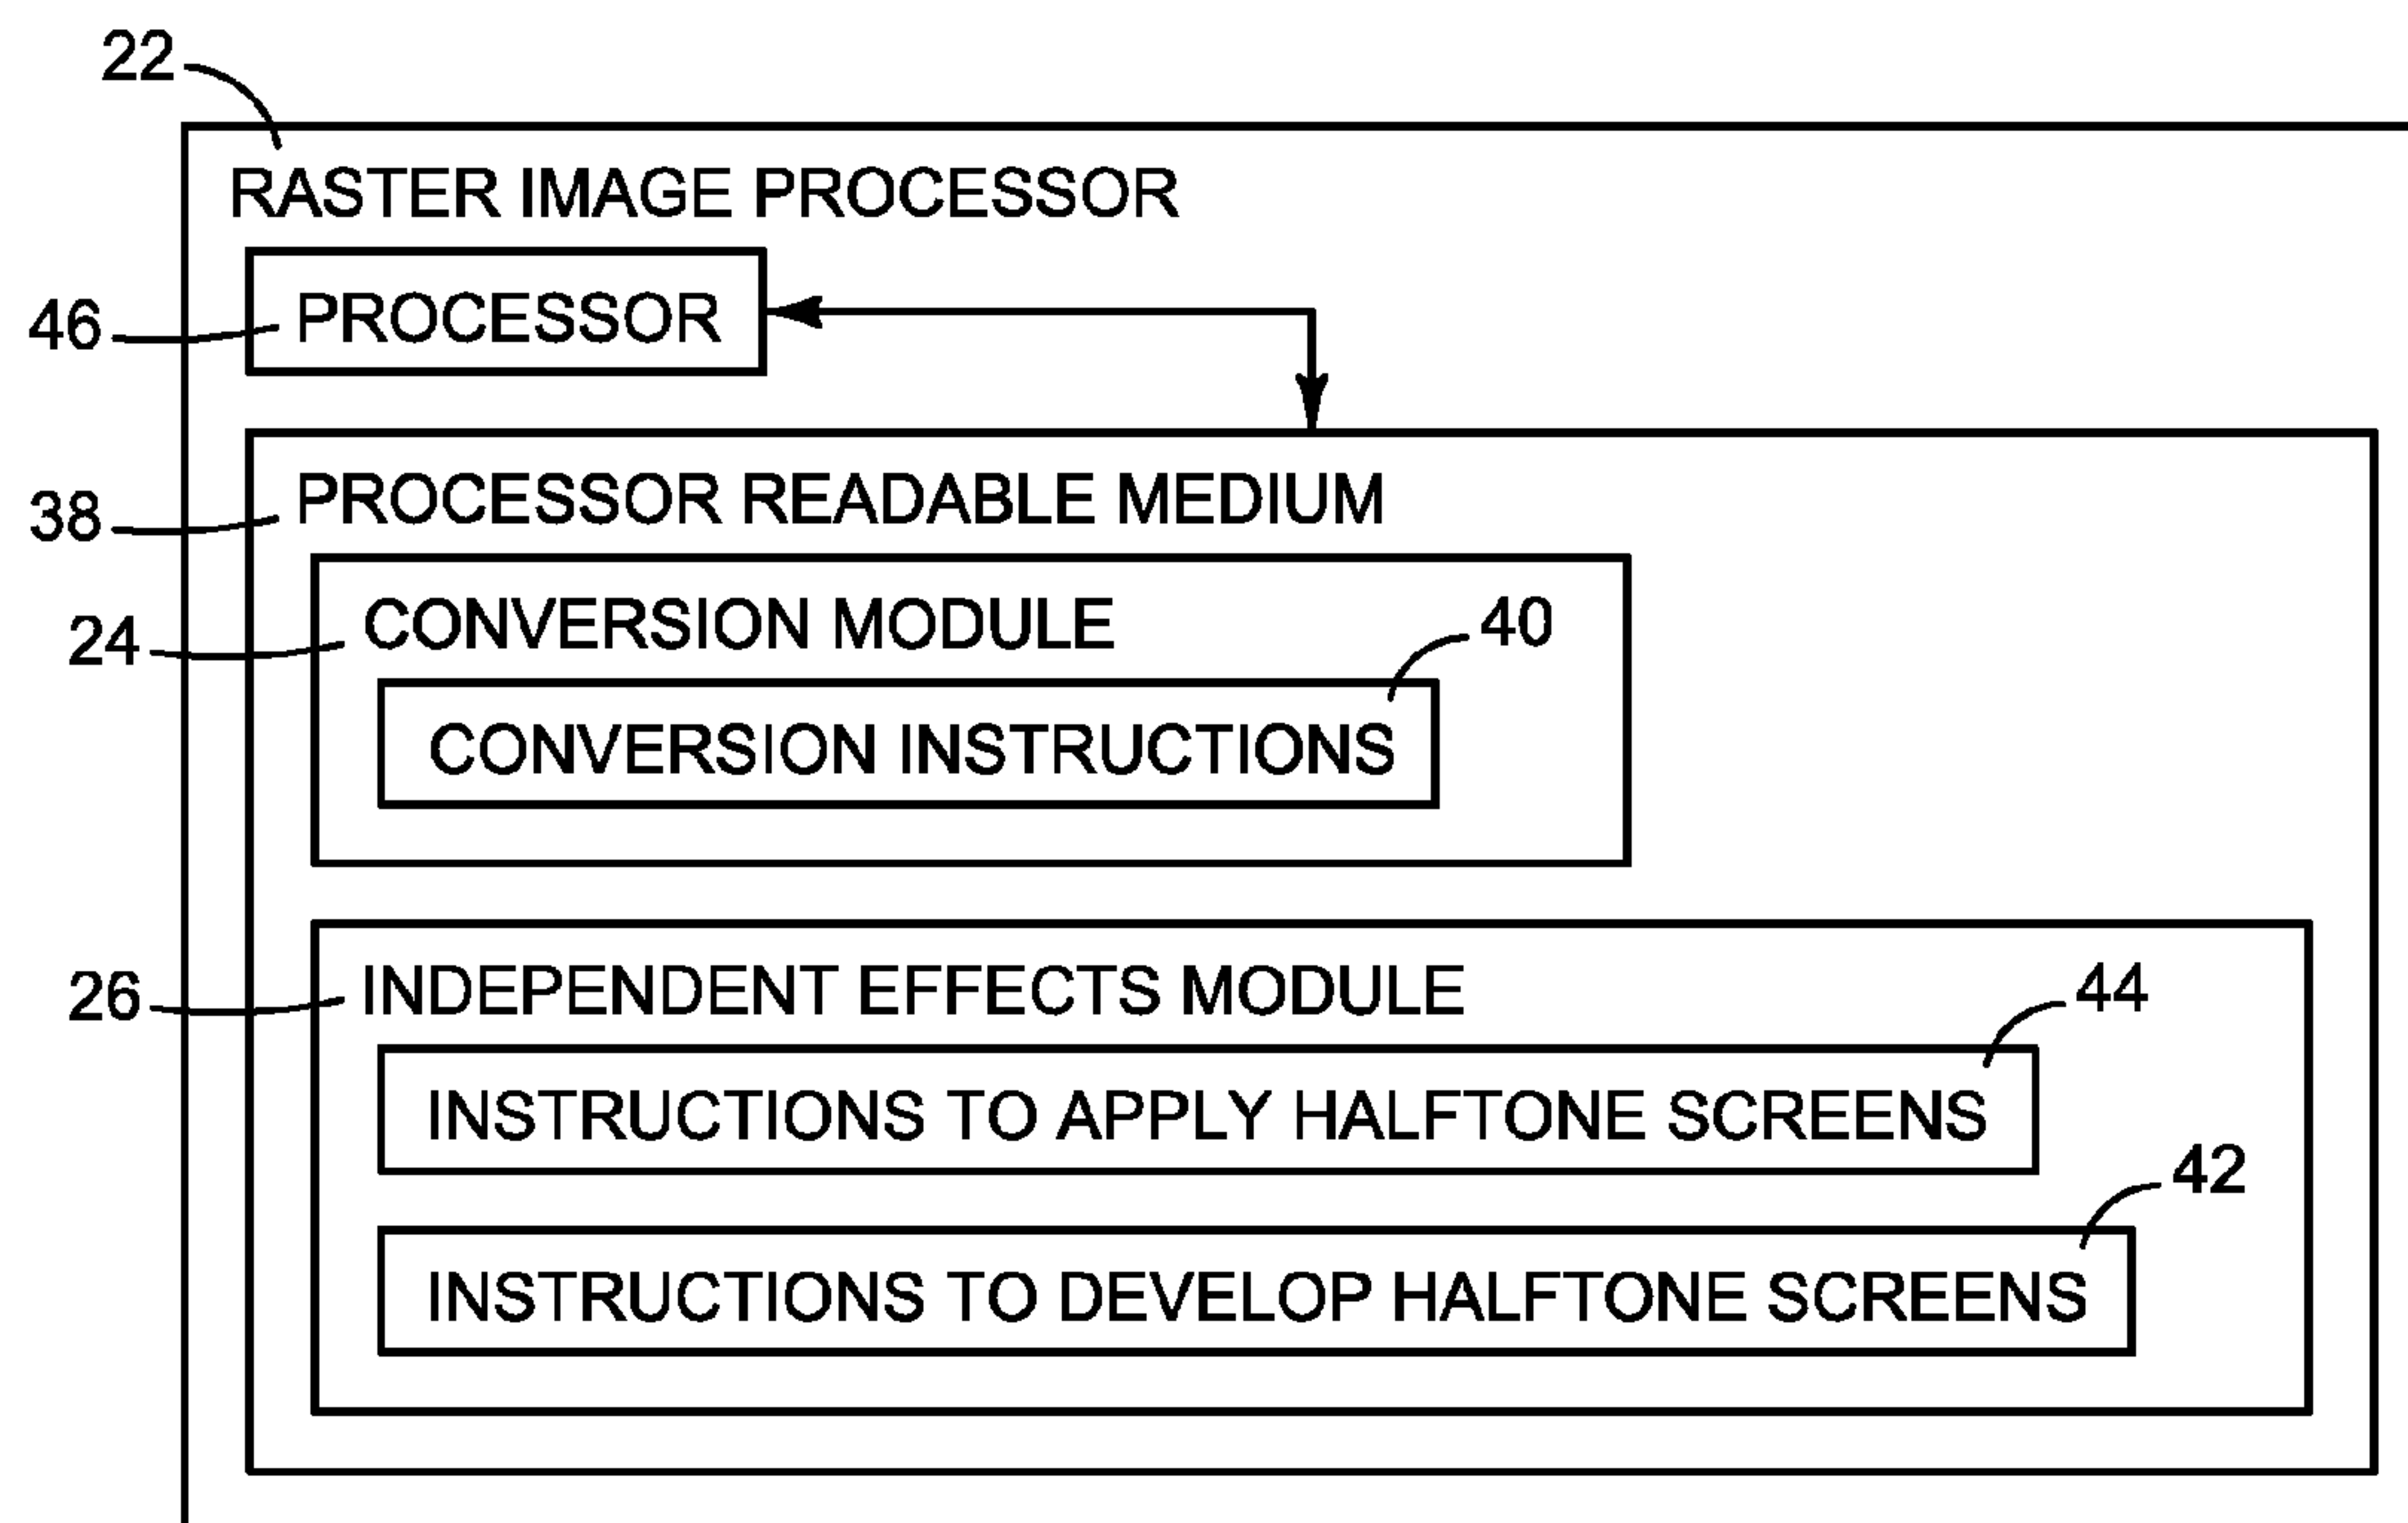 22
RASTER IMAGE PROCESSOR
46
PROCESSOR
38
PROCESSOR READABLE MEDIUM
24
CONVERSION MODULE
40
CONVERSION INSTRUCTIONS
26
INDEPENDENT EFFECTS MODULE
44
INSTRUCTIONS TO APPLY HALFTONE SCREENS
42
INSTRUCTIONS TO DEVELOP HALFTONE SCREENS